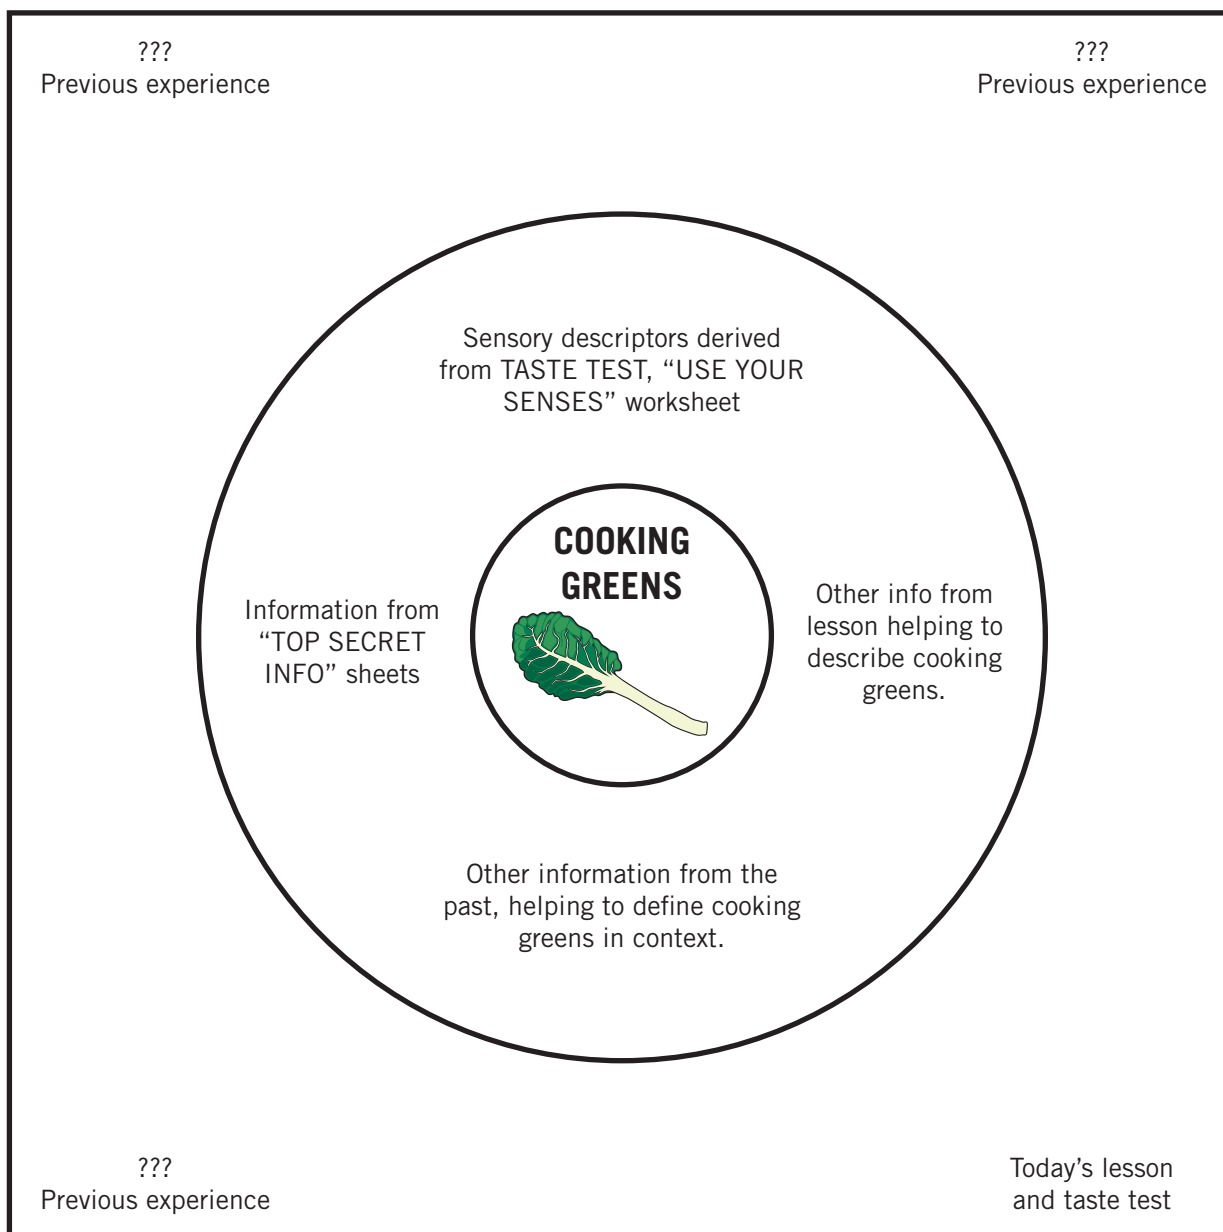 ???
Previous experience
???
Previous experience
Sensory descriptors derived
from TASTE TEST, “USE YOUR
SENSES” worksheet
COOKING
GREENS
Information from
“TOP SECRET
INFO” sheets
Other info from
lesson helping to
describe cooking
greens.
Other information from the
past, helping to define cooking
greens in context.
???
Previous experience
Today’s lesson
and taste test